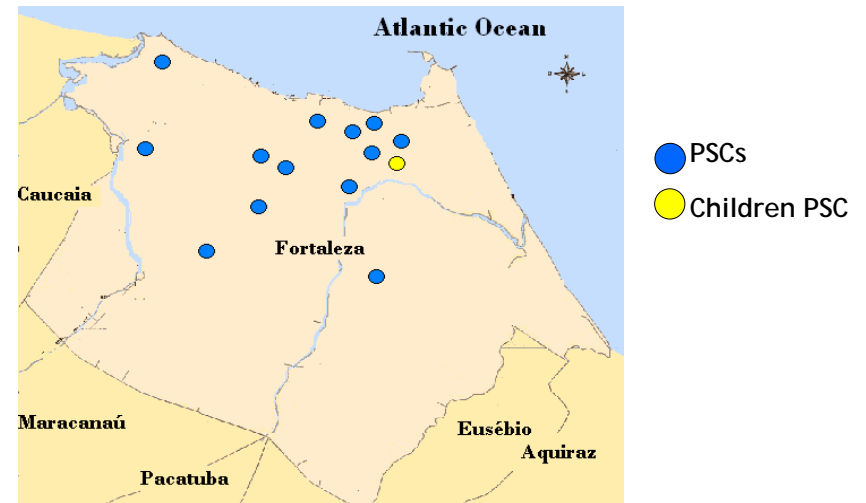 Atlantic Ocean
PSCs
Caucaia
Children PSC
Fortaleza
Maracanaú
Eusébio
Aquiraz
Pacatuba